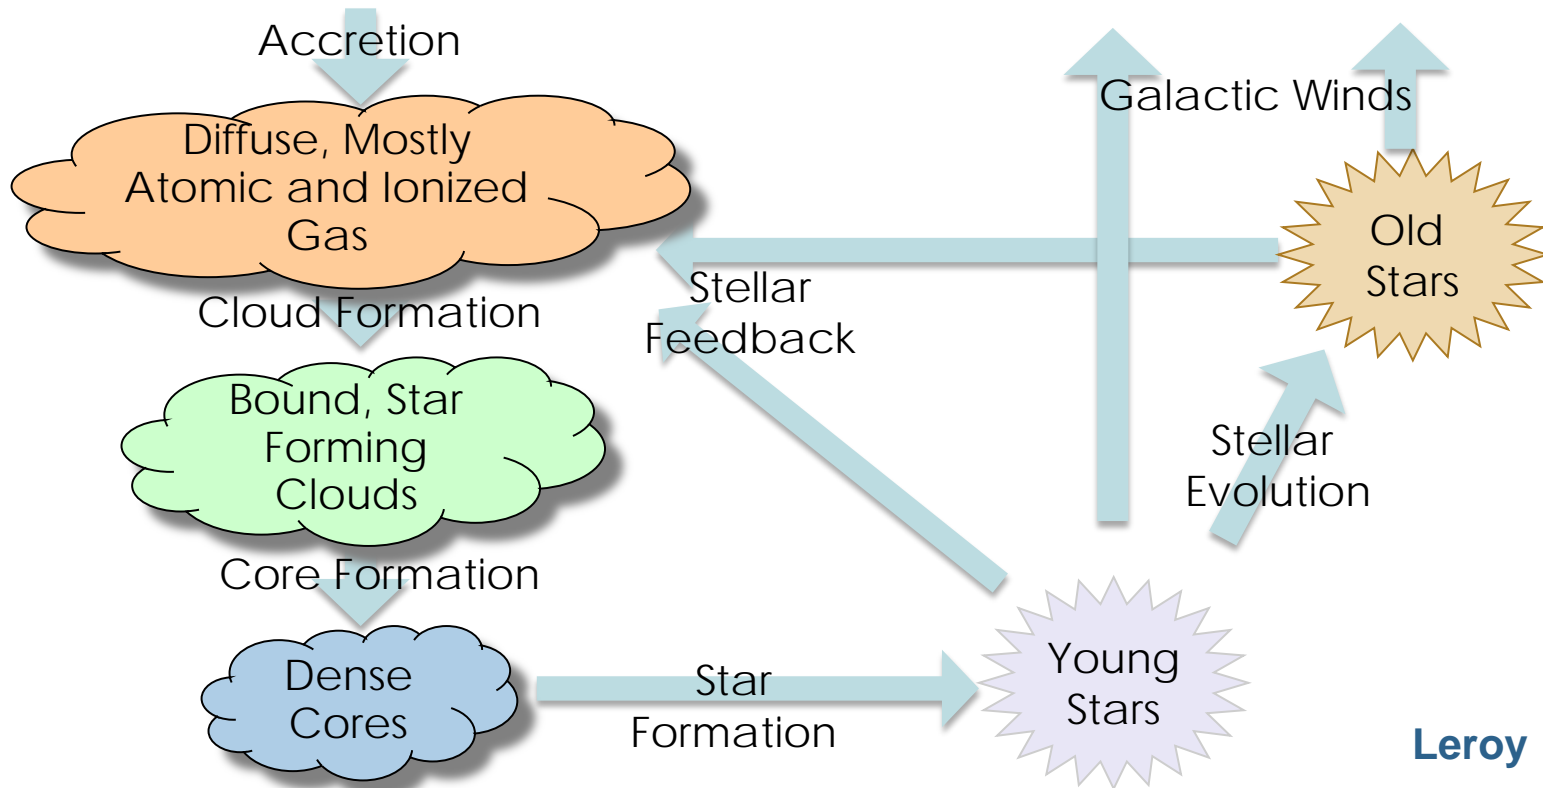 Accretion
Diffuse, Mostly
Atomic and Ionized
Gas
Cloud Formation
Bound, Star
Forming
Clouds
Core Formation
Dense
Cores
Star
Formation
Young
Stars
Stellar
Feedback
Stellar
Evolution
Old
Stars
Galactic Winds
Leroy